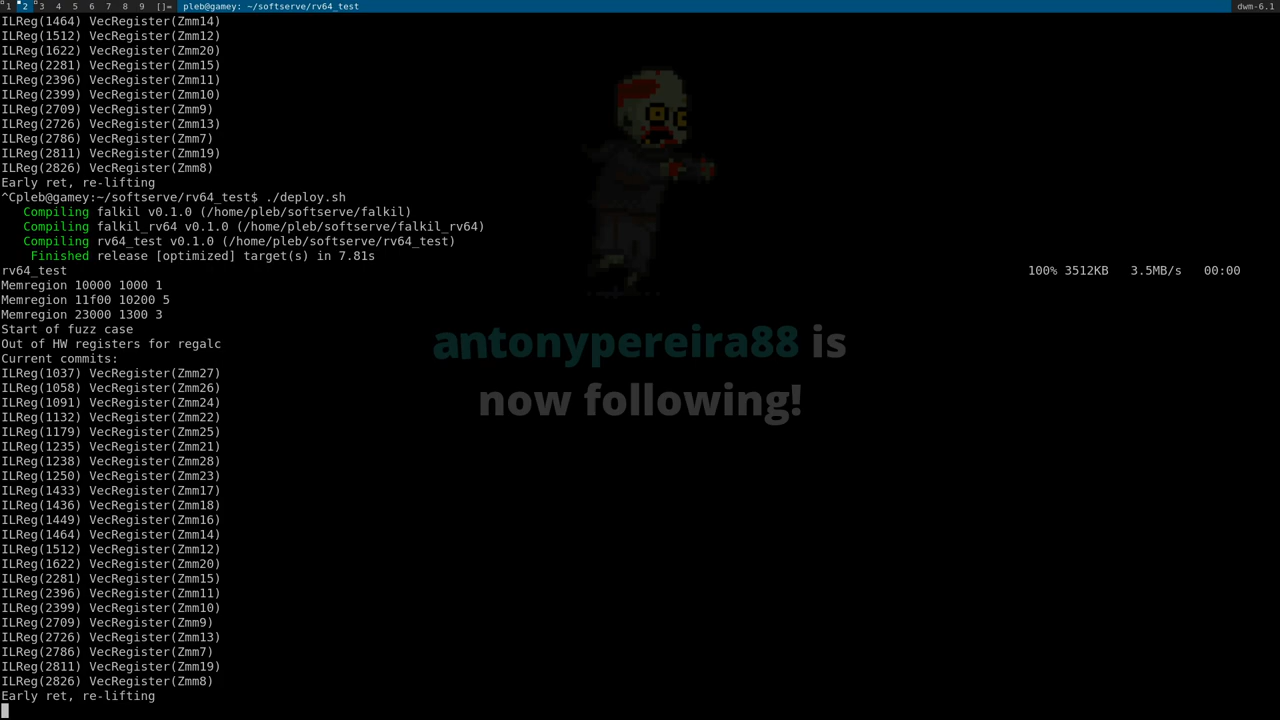 1 2 3 4 5 6 7 8 9 []= pleb@gamey: ~/softserve/rv64_test dwm-6.1
ILReg(1464) VecRegister(Zmm14)
ILReg(1512) VecRegister(Zmm12)
ILReg(1622) VecRegister(Zmm20)
ILReg(2281) VecRegister(Zmm15)
ILReg(2396) VecRegister(Zmm11)
ILReg(2399) VecRegister(Zmm10)
ILReg(2709) VecRegister(Zmm9)
ILReg(2726) VecRegister(Zmm13)
ILReg(2786) VecRegister(Zmm7)
ILReg(2811) VecRegister(Zmm19)
ILReg(2826) VecRegister(Zmm8)
Early ret, re-lifting
^Cpleb@gamey:~/softserve/rv64_test$ ./deploy.sh
Compiling falkil v0.1.0 (/home/pleb/softserve/falkil)
Compiling falkil_rv64 v0.1.0 (/home/pleb/softserve/falkil_rv64)
Compiling rv64_test v0.1.0 (/home/pleb/softserve/rv64_test)
Finished release [optimized] target(s) in 7.81s
rv64_test 100% 3512KB 3.5MB/s 00:00
Memregion 10000 1000 1
Memregion 11f00 10200 5
Memregion 23000 1300 3
Start of fuzz case
Out of HW registers for regalc
Current commits:
ILReg(1037) VecRegister(Zmm27)
ILReg(1058) VecRegister(Zmm26)
ILReg(1091) VecRegister(Zmm24)
ILReg(1132) VecRegister(Zmm22)
ILReg(1179) VecRegister(Zmm25)
ILReg(1235) VecRegister(Zmm21)
ILReg(1238) VecRegister(Zmm28)
ILReg(1250) VecRegister(Zmm23)
ILReg(1433) VecRegister(Zmm17)
ILReg(1436) VecRegister(Zmm18)
ILReg(1449) VecRegister(Zmm16)
ILReg(1464) VecRegister(Zmm14)
ILReg(1512) VecRegister(Zmm12)
ILReg(1622) VecRegister(Zmm20)
ILReg(2281) VecRegister(Zmm15)
ILReg(2396) VecRegister(Zmm11)
ILReg(2399) VecRegister(Zmm10)
ILReg(2709) VecRegister(Zmm9)
ILReg(2726) VecRegister(Zmm13)
ILReg(2786) VecRegister(Zmm7)
ILReg(2811) VecRegister(Zmm19)
ILReg(2826) VecRegister(Zmm8)
Early ret, re-lifting
antonypereira88 is
now following!